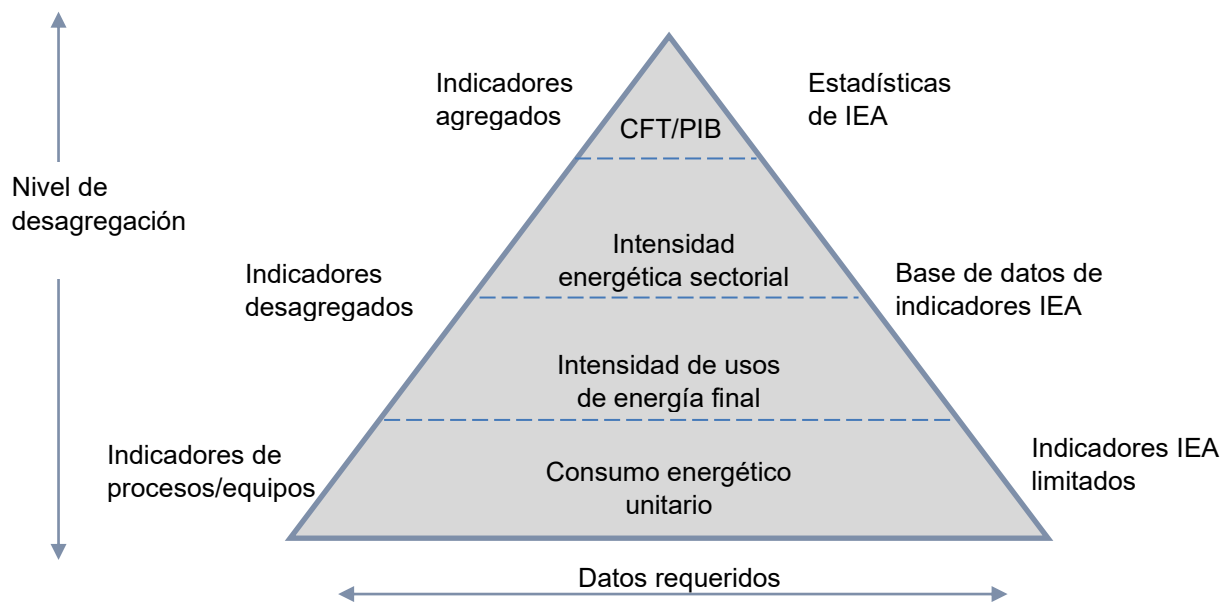 Indicadores
agregados
Estadísticas
de IEA
CFT/PIB
Nivel de
desagregación
Intensidad
energética sectorial
Indicadores
desagregados
Base de datos de
indicadores IEA
Intensidad de usos
de energía final
Indicadores de
procesos/equipos
Consumo energético
unitario
Indicadores IEA
limitados
Datos requeridos